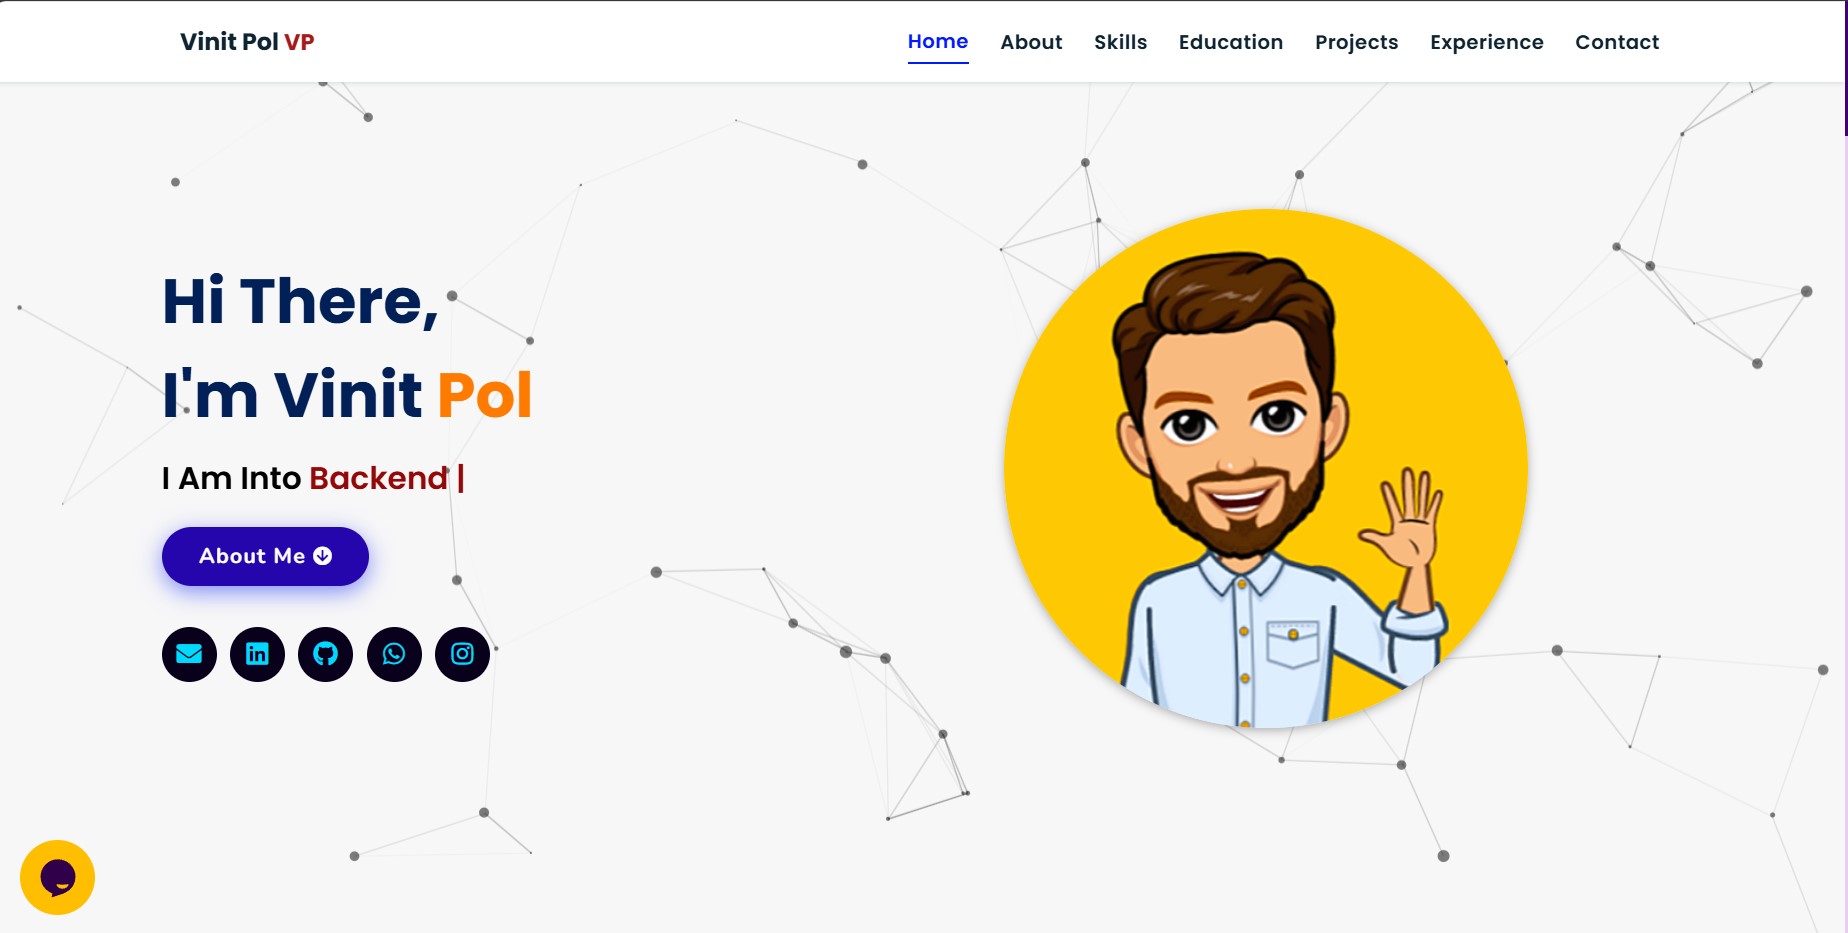 Vinit Pol VP
Home About Skills Education Projects Experience Contact
Hi There,
I'm Vinit Pol
I Am Into Backend |
About Me